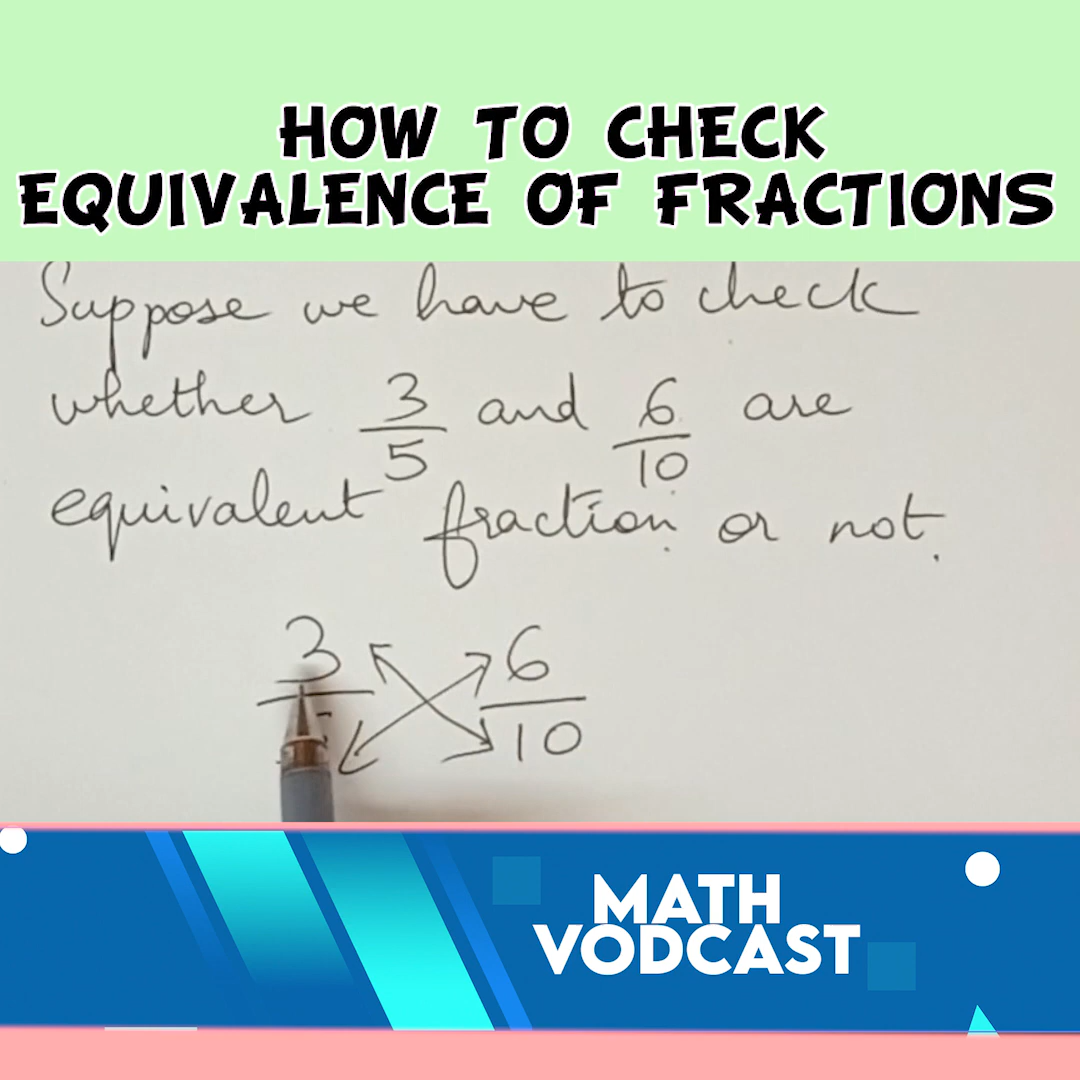 HOW TO CHECK
EQUIVALENCE OF FRACTIONS
Suppose we have to check
whether 3/5 and 6/10 are
equivalent fraction or not.
3 6
10
MATH
VODCAST